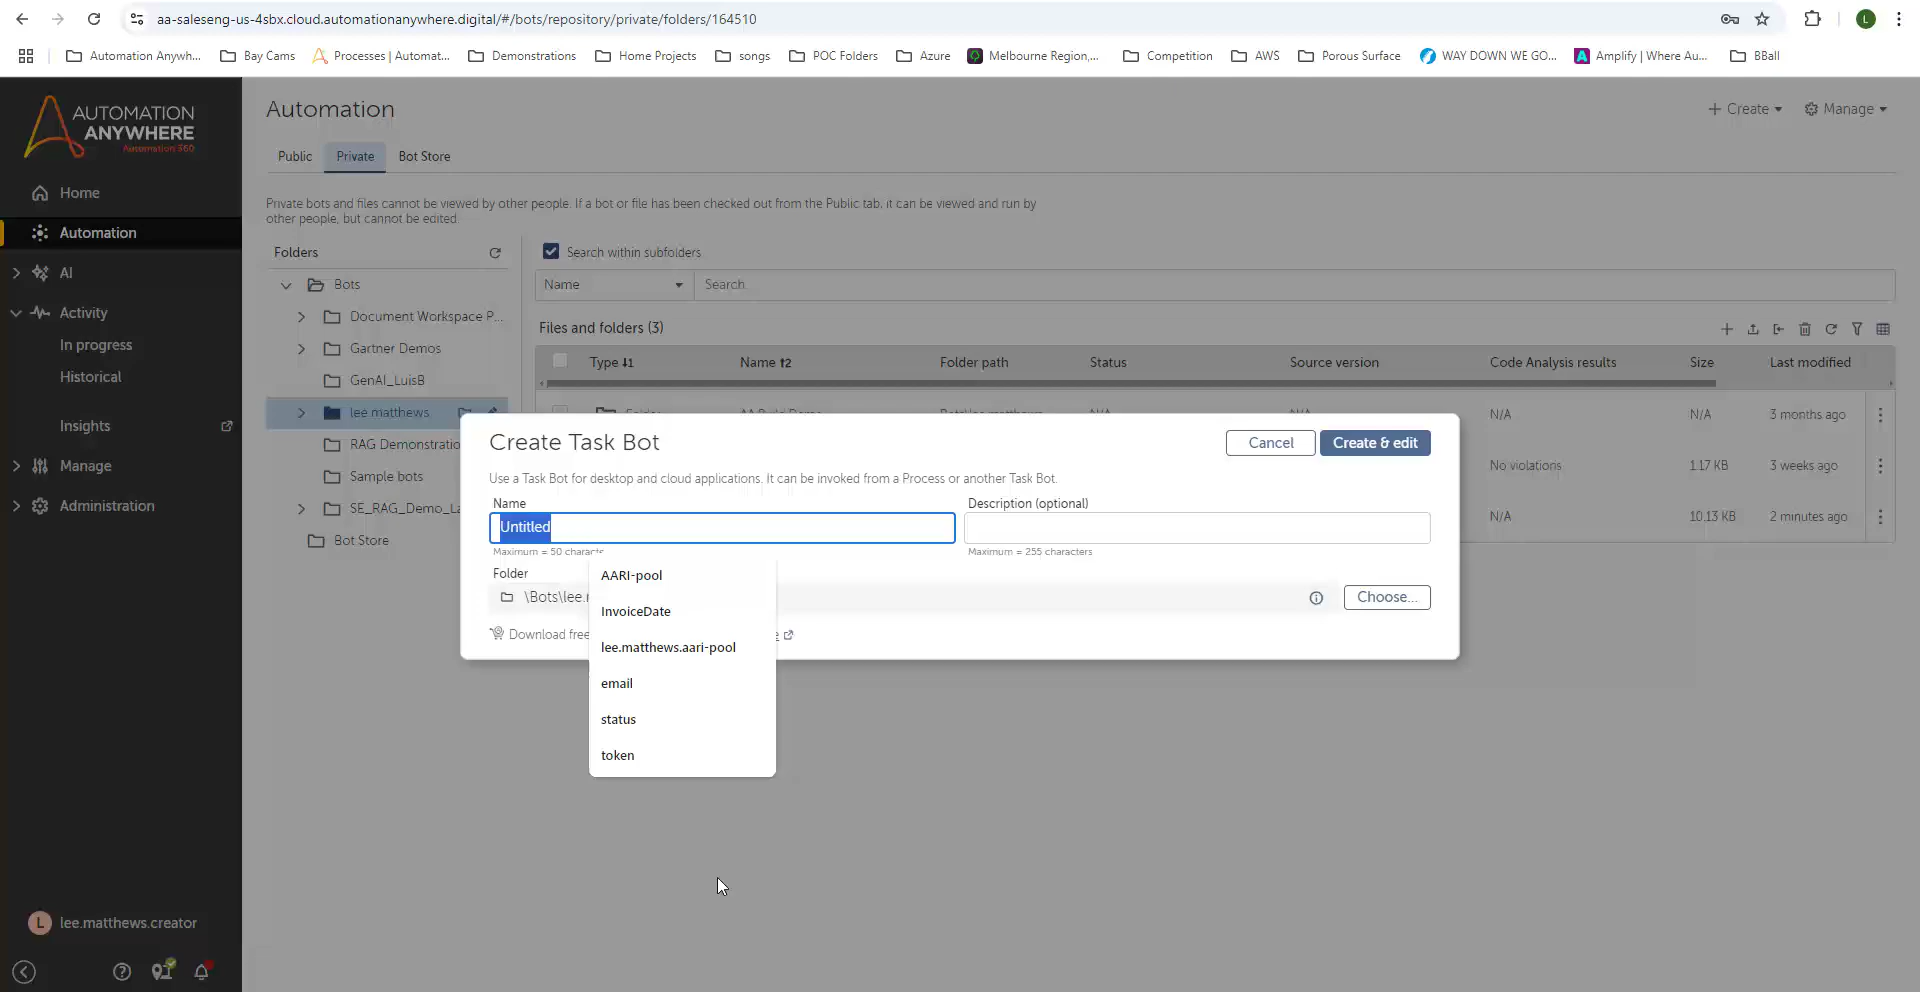 aa-saleseng-us-4sbx.cloud.automationanywhere.digital/#/bots/repository/private/folders/164510
L
Automation Anywh...
Bay Cams
Processes | Automat...
Demonstrations
Home Projects
songs
POC Folders
Azure
Melbourne Region,...
Competition
AWS
Porous Surface
WAY DOWN WE GO...
Amplify | Where Au...
BBall
AUTOMATION
ANYWHERE
Automation 360
Home
Automation
AI
Activity
In progress
Historical
Insights
Manage
Administration
L lee.matthews.creator
Automation
Create
Manage
Public
Private
Bot Store
Private bots and files cannot be viewed by other people. If a bot or file has been checked out from the Public tab, it can be viewed and run by
other people, but cannot be edited.
Folders
Bots
Document Workspace P...
Gartner Demos
GenAI_LuisB
lee.matthews
RAG Demonstratio
Sample bots
SE_RAG_Demo_La
Bot Store
Search within subfolders
Name
Search
Files and folders (3)
Type Name Folder path Status Source version Code Analysis results Size Last modified
N/A N/A 3 months ago
No violations 1.17 KB 3 weeks ago
N/A 10.13 KB 2 minutes ago
Create Task Bot
Cancel
Create & edit
Use a Task Bot for desktop and cloud applications. It can be invoked from a Process or another Task Bot.
Name
Description (optional)
Untitled
Maximum = 50 characte
Maximum = 255 characters
Folder
\Bots\lee.
Choose...
Download free
AARI-pool
InvoiceDate
lee.matthews.aari-pool
email
status
token